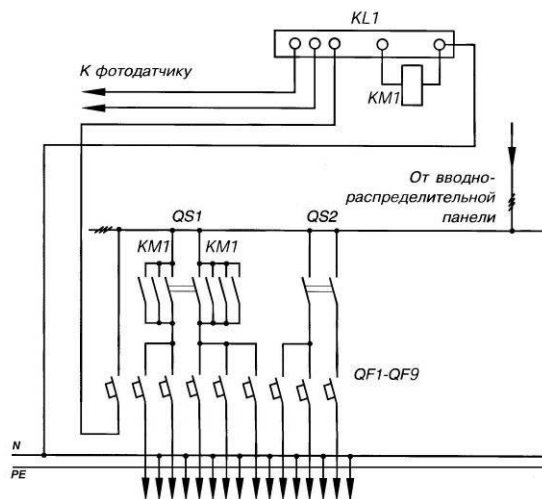 KL1
К фотодатчику
KM1
От вводно-
распределительной
панели
QS1
QS2
KM1
KM1
QF1-QF9
N
PE